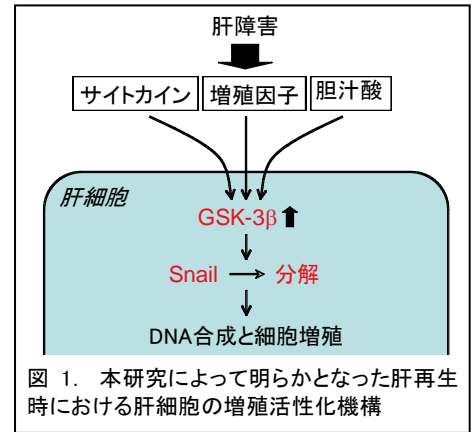 肝障害
サイトカイン 増殖因子 胆汁酸
肝細胞
GSK-3β
Snail 分解
DNA合成と細胞増殖
図 1. 本研究によって明らかとなった肝再生
時における肝細胞の増殖活性化機構